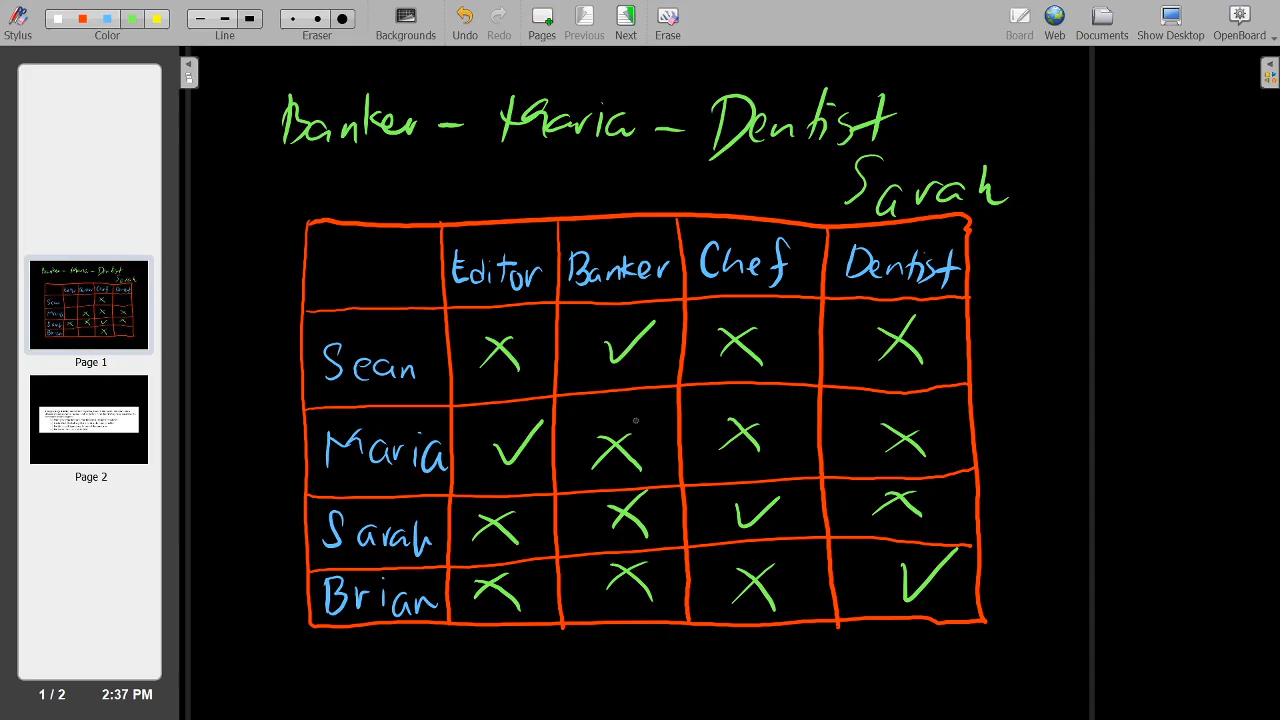 Stylus Color Line Eraser Backgrounds Undo Redo Pages Previous Next Erase Board Web Documents Show Desktop OpenBoard
Banker - Maria - Dentist
Sarah
Editor Banker Chef Dentist
Sean X ✓ X X
Maria ✓ X X X
Sarah X X ✓ X
Brian X X X ✓
Page 1
Page 2
1 / 2 2:37 PM